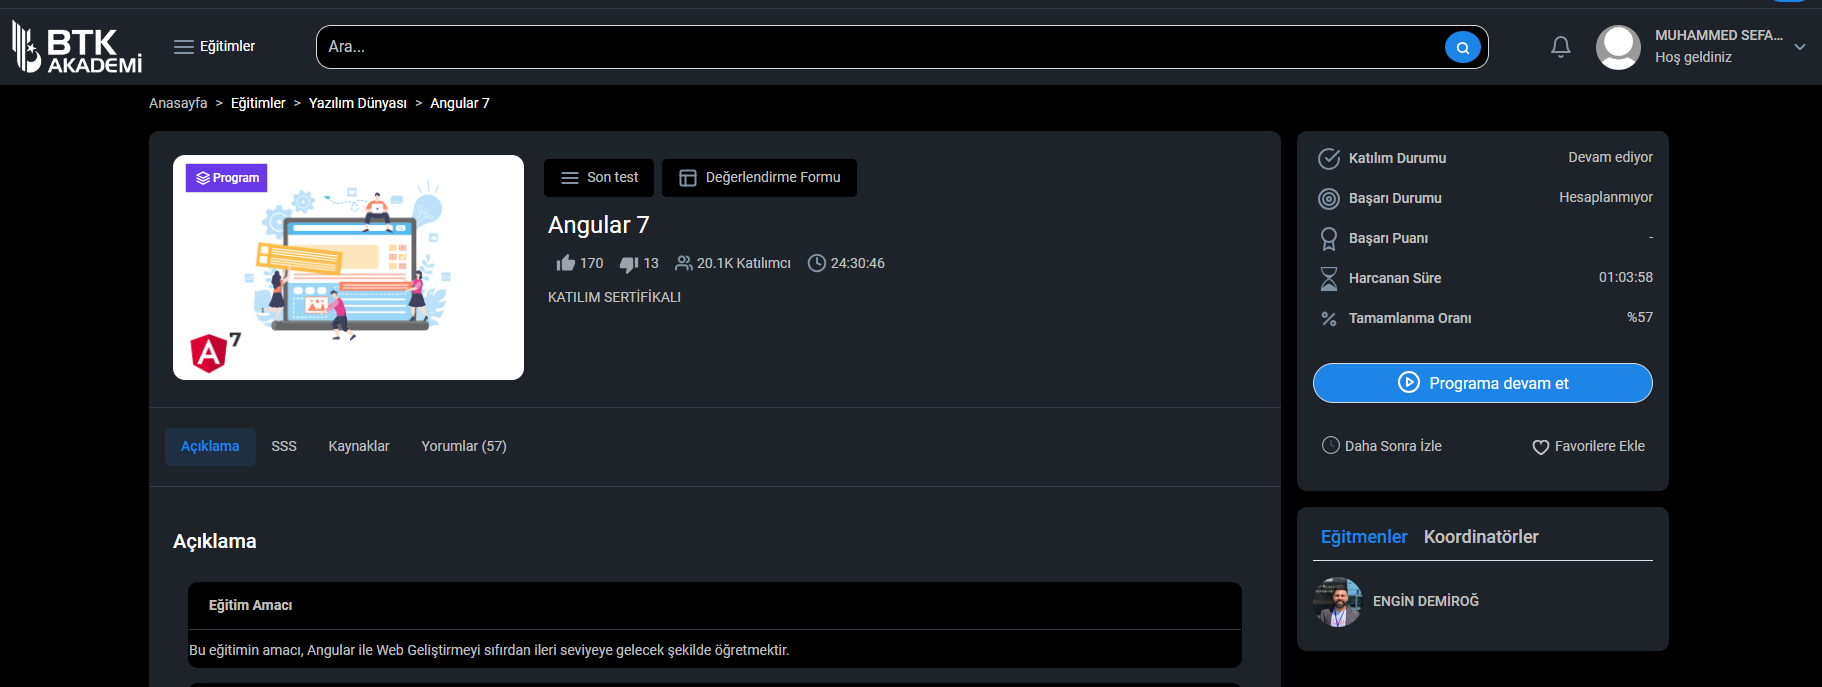 BTK
AKADEMİ
Eğitimler
Ara...
MUHAMMED SEFA...
Hoş geldiniz
Anasayfa > Eğitimler > Yazılım Dünyası > Angular 7
Program
A 7
Son test
Değerlendirme Formu
Angular 7
170 13 20.1K Katılımcı 24:30:46
KATILIM SERTİFİKALI
Açıklama SSS Kaynaklar Yorumlar (57)
Açıklama
Eğitim Amacı
Bu eğitimin amacı, Angular ile Web Geliştirmeyi sıfırdan ileri seviyeye gelecek şekilde öğretmektir.
Katılım Durumu Devam ediyor
Başarı Durumu Hesaplanmıyor
Başarı Puanı -
Harcanan Süre 01:03:58
Tamamlanma Oranı %57
Programa devam et
Daha Sonra İzle Favorilere Ekle
Eğitmenler Koordinatörler
ENGİN DEMİROĞ